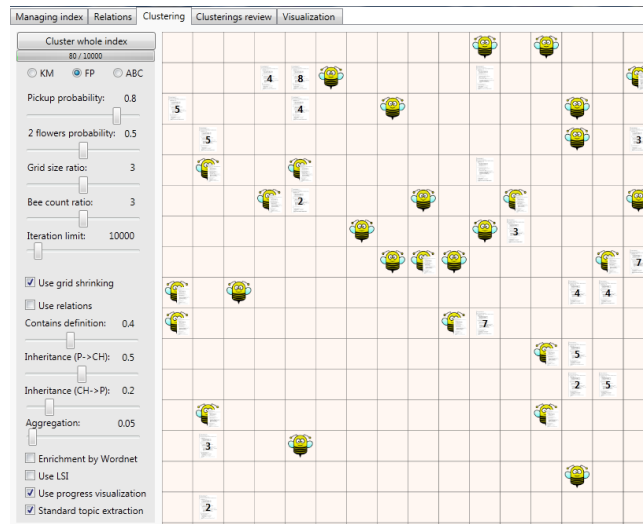 Managing index Relations Clustering Clusterings review Visualization
Cluster whole index
80 / 10000
KM FP ABC
Pickup probability: 0.8
2 flowers probability: 0.5
Grid size ratio: 3
Bee count ratio: 3
Iteration limit: 10000
Use grid shrinking
Use relations
Contains definition: 0.4
Inheritance (P->CH): 0.5
Inheritance (CH->P): 0.2
Aggregation: 0.05
Enrichment by Wordnet
Use LSI
Use progress visualization
Standard topic extraction
4 8
5 4
5 3
2
3
7
4 4
7
5
2 5
3
2